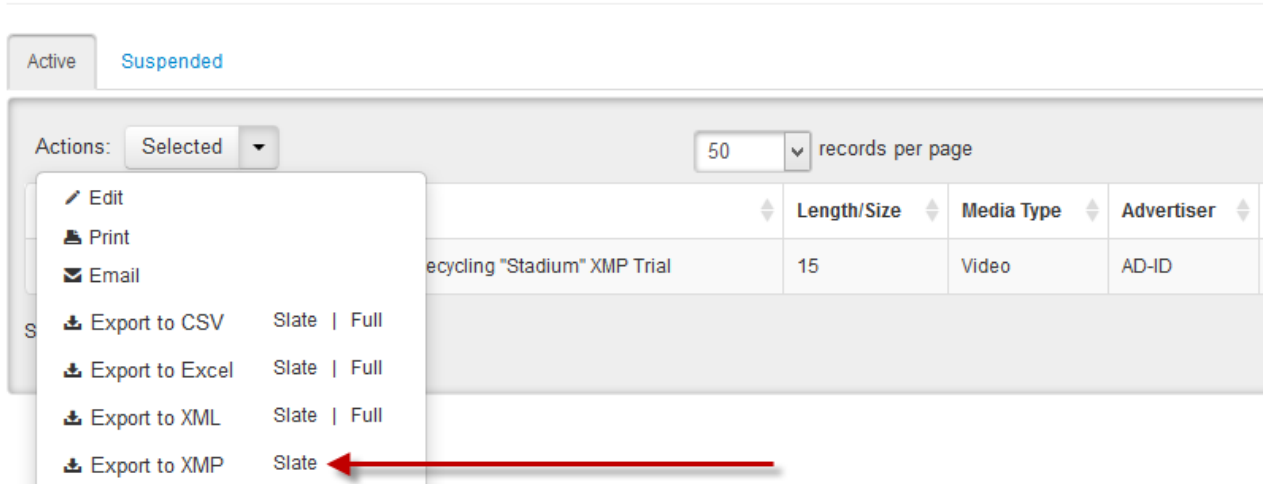 Active Suspended
Actions: Selected 50 records per page
Edit
Length/Size Media Type Advertiser
Print
Email
ecycling "Stadium" XMP Trial 15 Video AD-ID
S
Export to CSV Slate | Full
Export to Excel Slate | Full
Export to XML Slate | Full
Export to XMP Slate